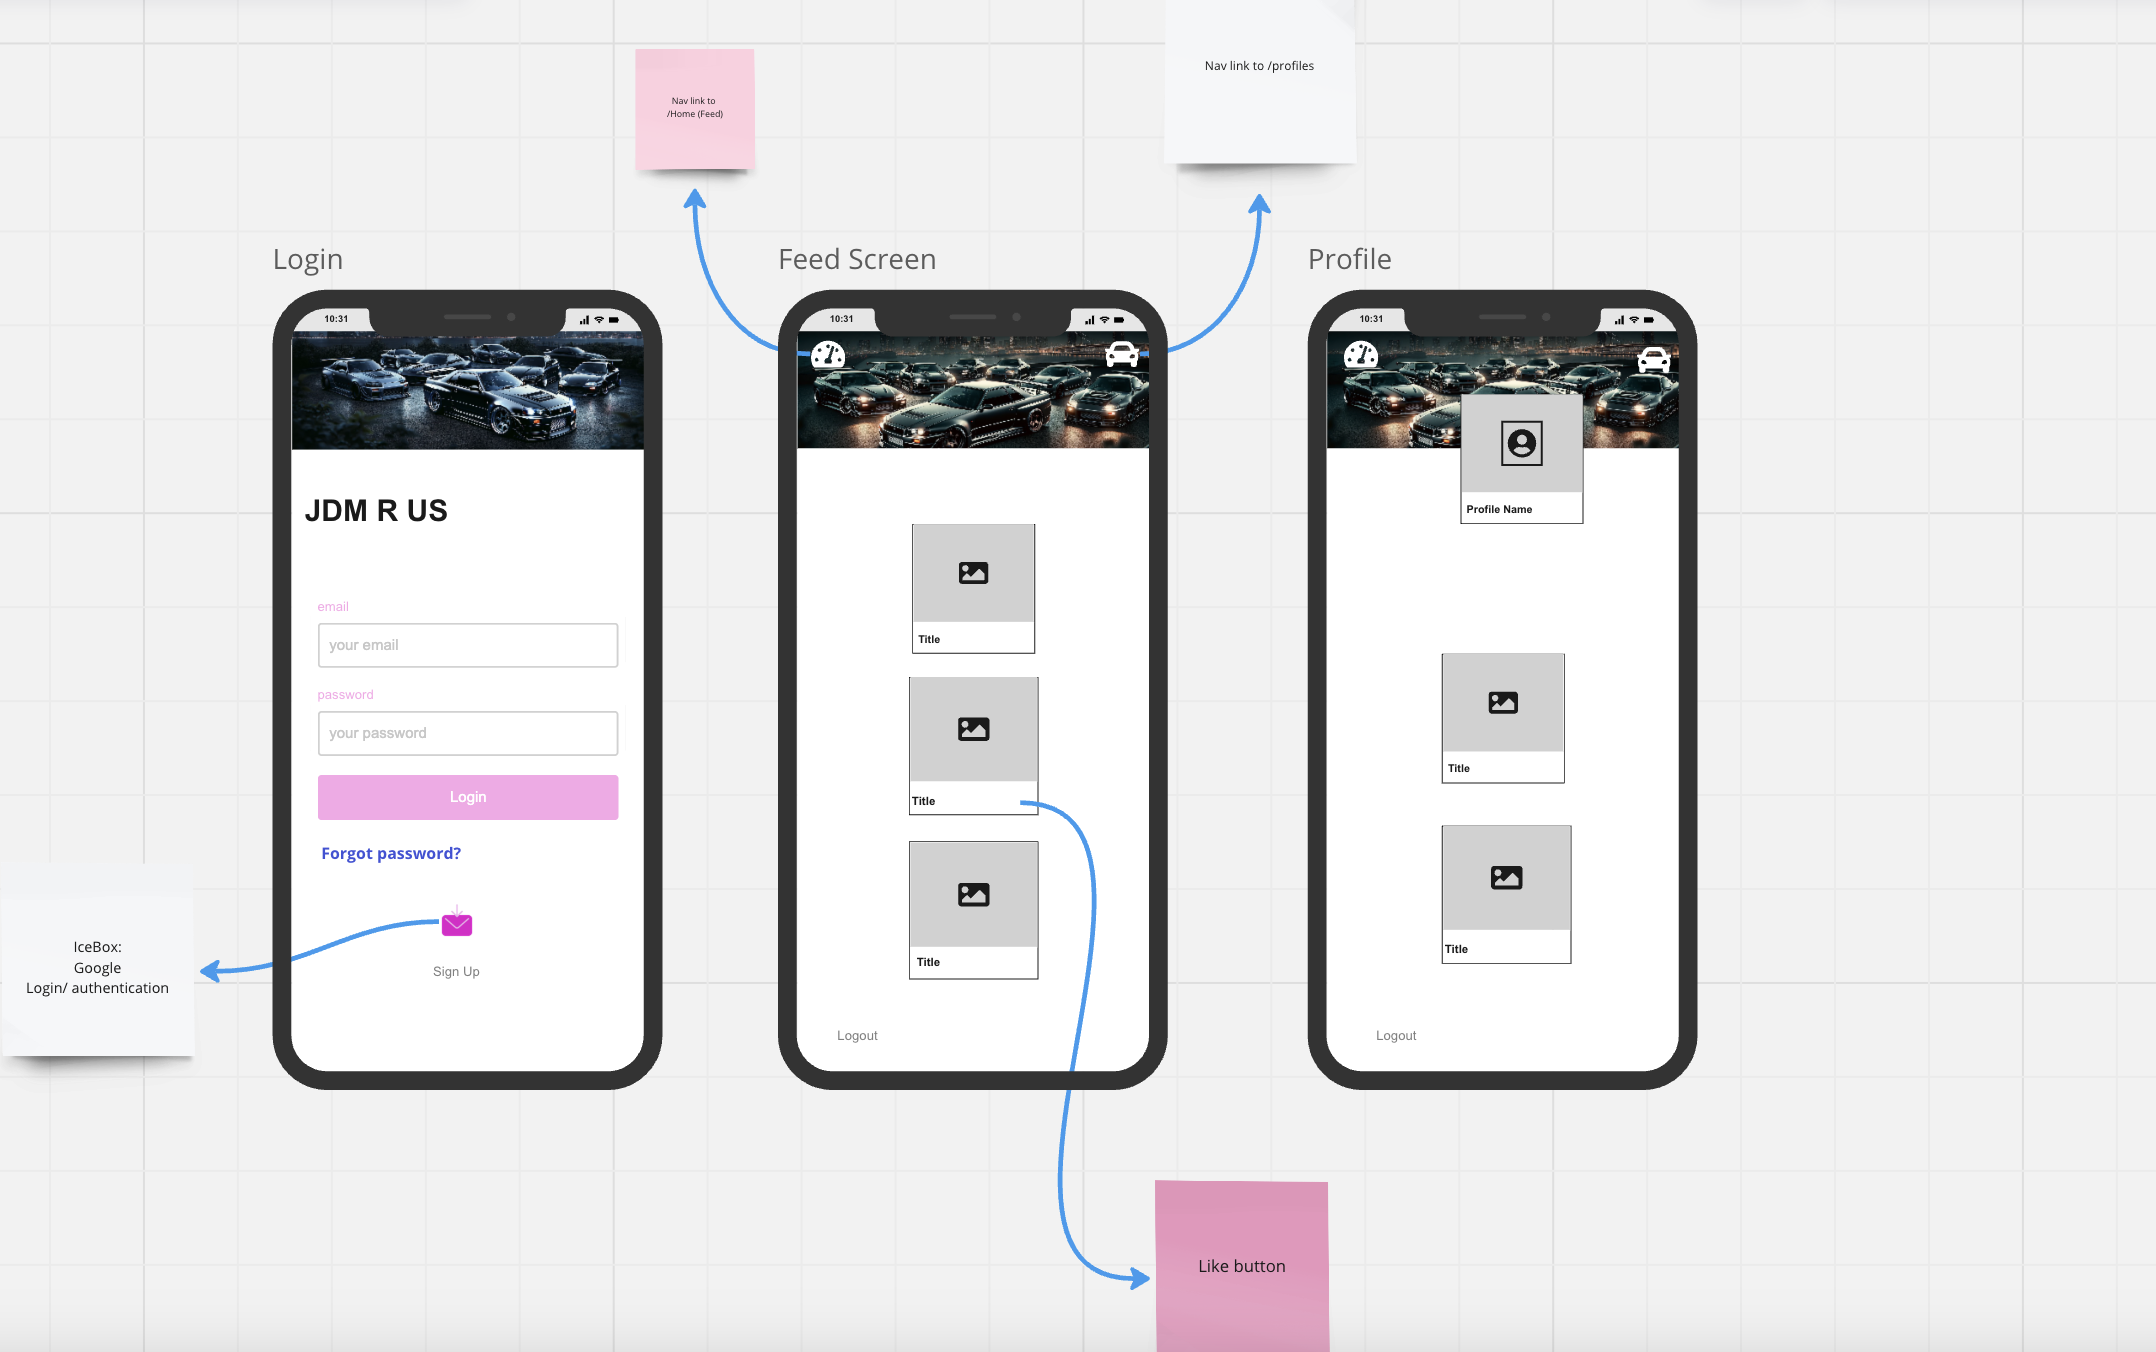 Nav link to
/Home (Feed)
Nav link to /profiles
Login
Feed Screen
Profile
10:31
10:31
10:31
JDM R US
email
your email
password
your password
Login
Forgot password?
Sign Up
IceBox:
Google
Login/ authentication
Title
Title
Title
Logout
Profile Name
Title
Title
Logout
Like button